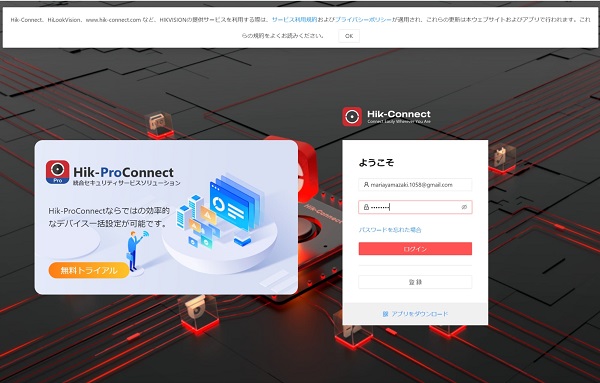 Hik-Connect、HiLookVision、www.hik-connect.com など、HIKVISIONの提供サービスを利用する際は、サービス利用規約およびプライバシーポリシーが適用され、これらの更新は本ウェブサイトおよびアプリで行われます。これ
らの規約をよくお読みください。 OK
Hik-Connect
Connect Easily Wherever You Are
Pro
Hik-ProConnect
統合セキュリティサービスソリューション
Hik-ProConnectならではの効率的
なデバイス一括設定が可能です。
無料トライアル
ようこそ
mariayamazaki.1058@gmail.com
••••••••
パスワードを忘れた場合
ログイン
登録
アプリをダウンロード